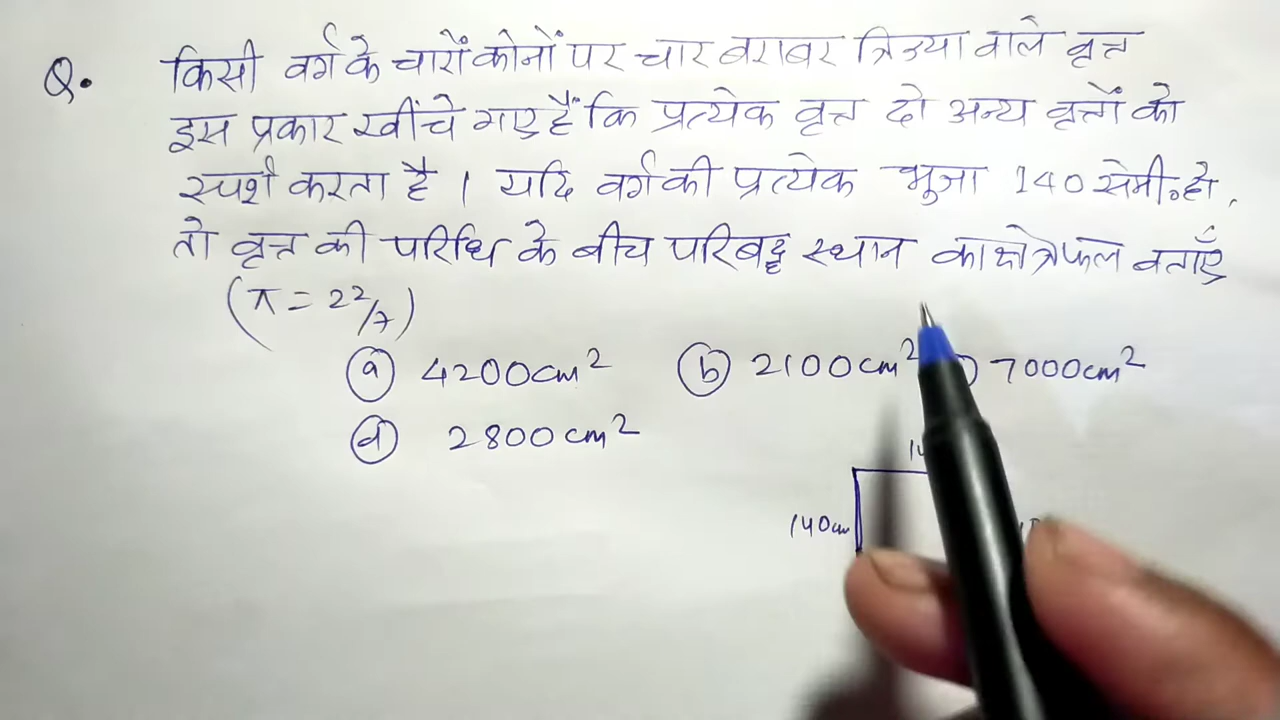 Q. किसी वर्ग के चारों कोनों पर चार बराबर त्रिज्या वाले वृत्त
इस प्रकार खींचे गए हैं कि प्रत्येक वृत्त दो अन्य वृत्तों को
स्पर्श करता है । यदि वर्ग की प्रत्येक भुजा 140 सेमी. हो,
तो वृत्त की परिधि के बीच परिबद्ध स्थान का क्षेत्रफल बताएँ
(π = 22/7)
(a) 4200cm² (b) 2100cm² 7000cm²
(d) 2800cm²
140cm